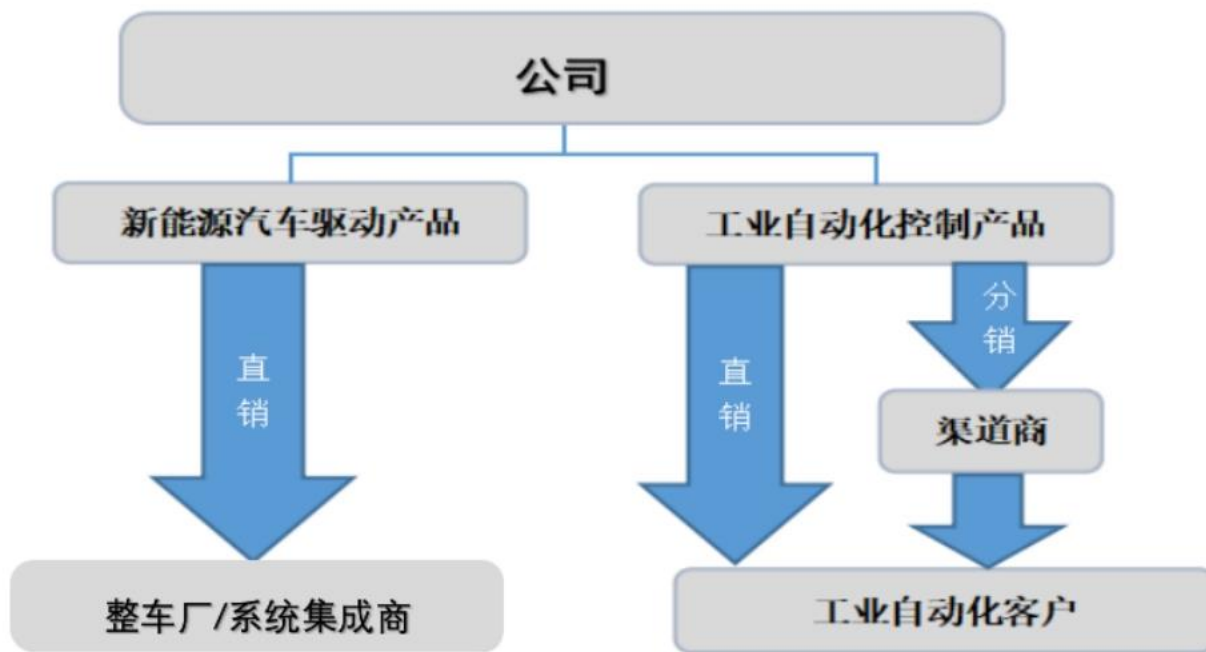 公司
新能源汽车驱动产品
工业自动化控制产品
直销
直销
分销
渠道商
整车厂/系统集成商
工业自动化客户